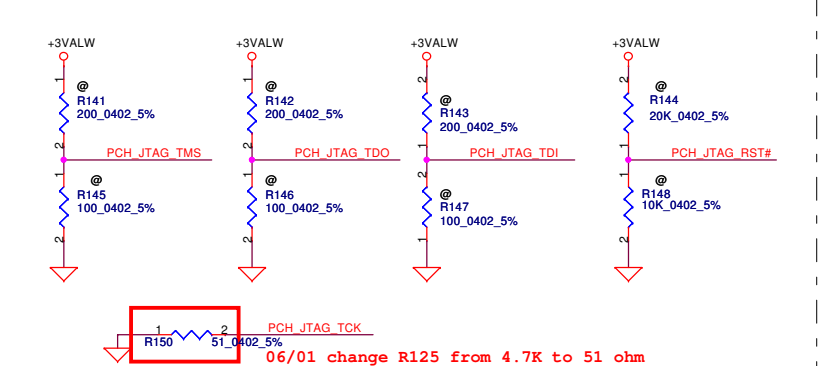 +3VALW +3VALW +3VALW +3VALW
1 @ 1 @ 2 @ 2 @
R141 R142 R143 R144
200_0402_5% 200_0402_5% 200_0402_5% 20K_0402_5%
2 2 1 1
PCH_JTAG_TMS PCH_JTAG_TDO PCH_JTAG_TDI PCH_JTAG_RST#
1 @ 1 @ 2 @ 1 @
R145 R146 R147 R148
100_0402_5% 100_0402_5% 100_0402_5% 10K_0402_5%
2 2 1 2
1 2 PCH_JTAG_TCK
R150 51_0402_5%
06/01 change R125 from 4.7K to 51 ohm